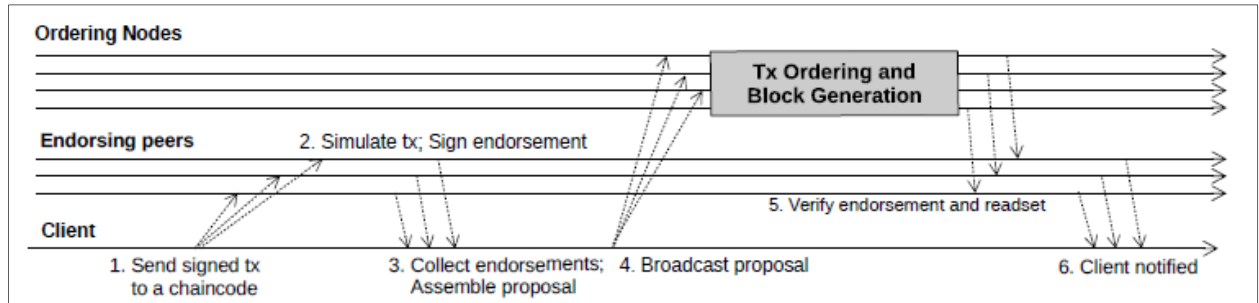 Ordering Nodes
Tx Ordering and
Block Generation
Endorsing peers
2. Simulate tx; Sign endorsement
5. Verify endorsement and readset
Client
1. Send signed tx
to a chaincode
3. Collect endorsements;
Assemble proposal
4. Broadcast proposal
6. Client notified